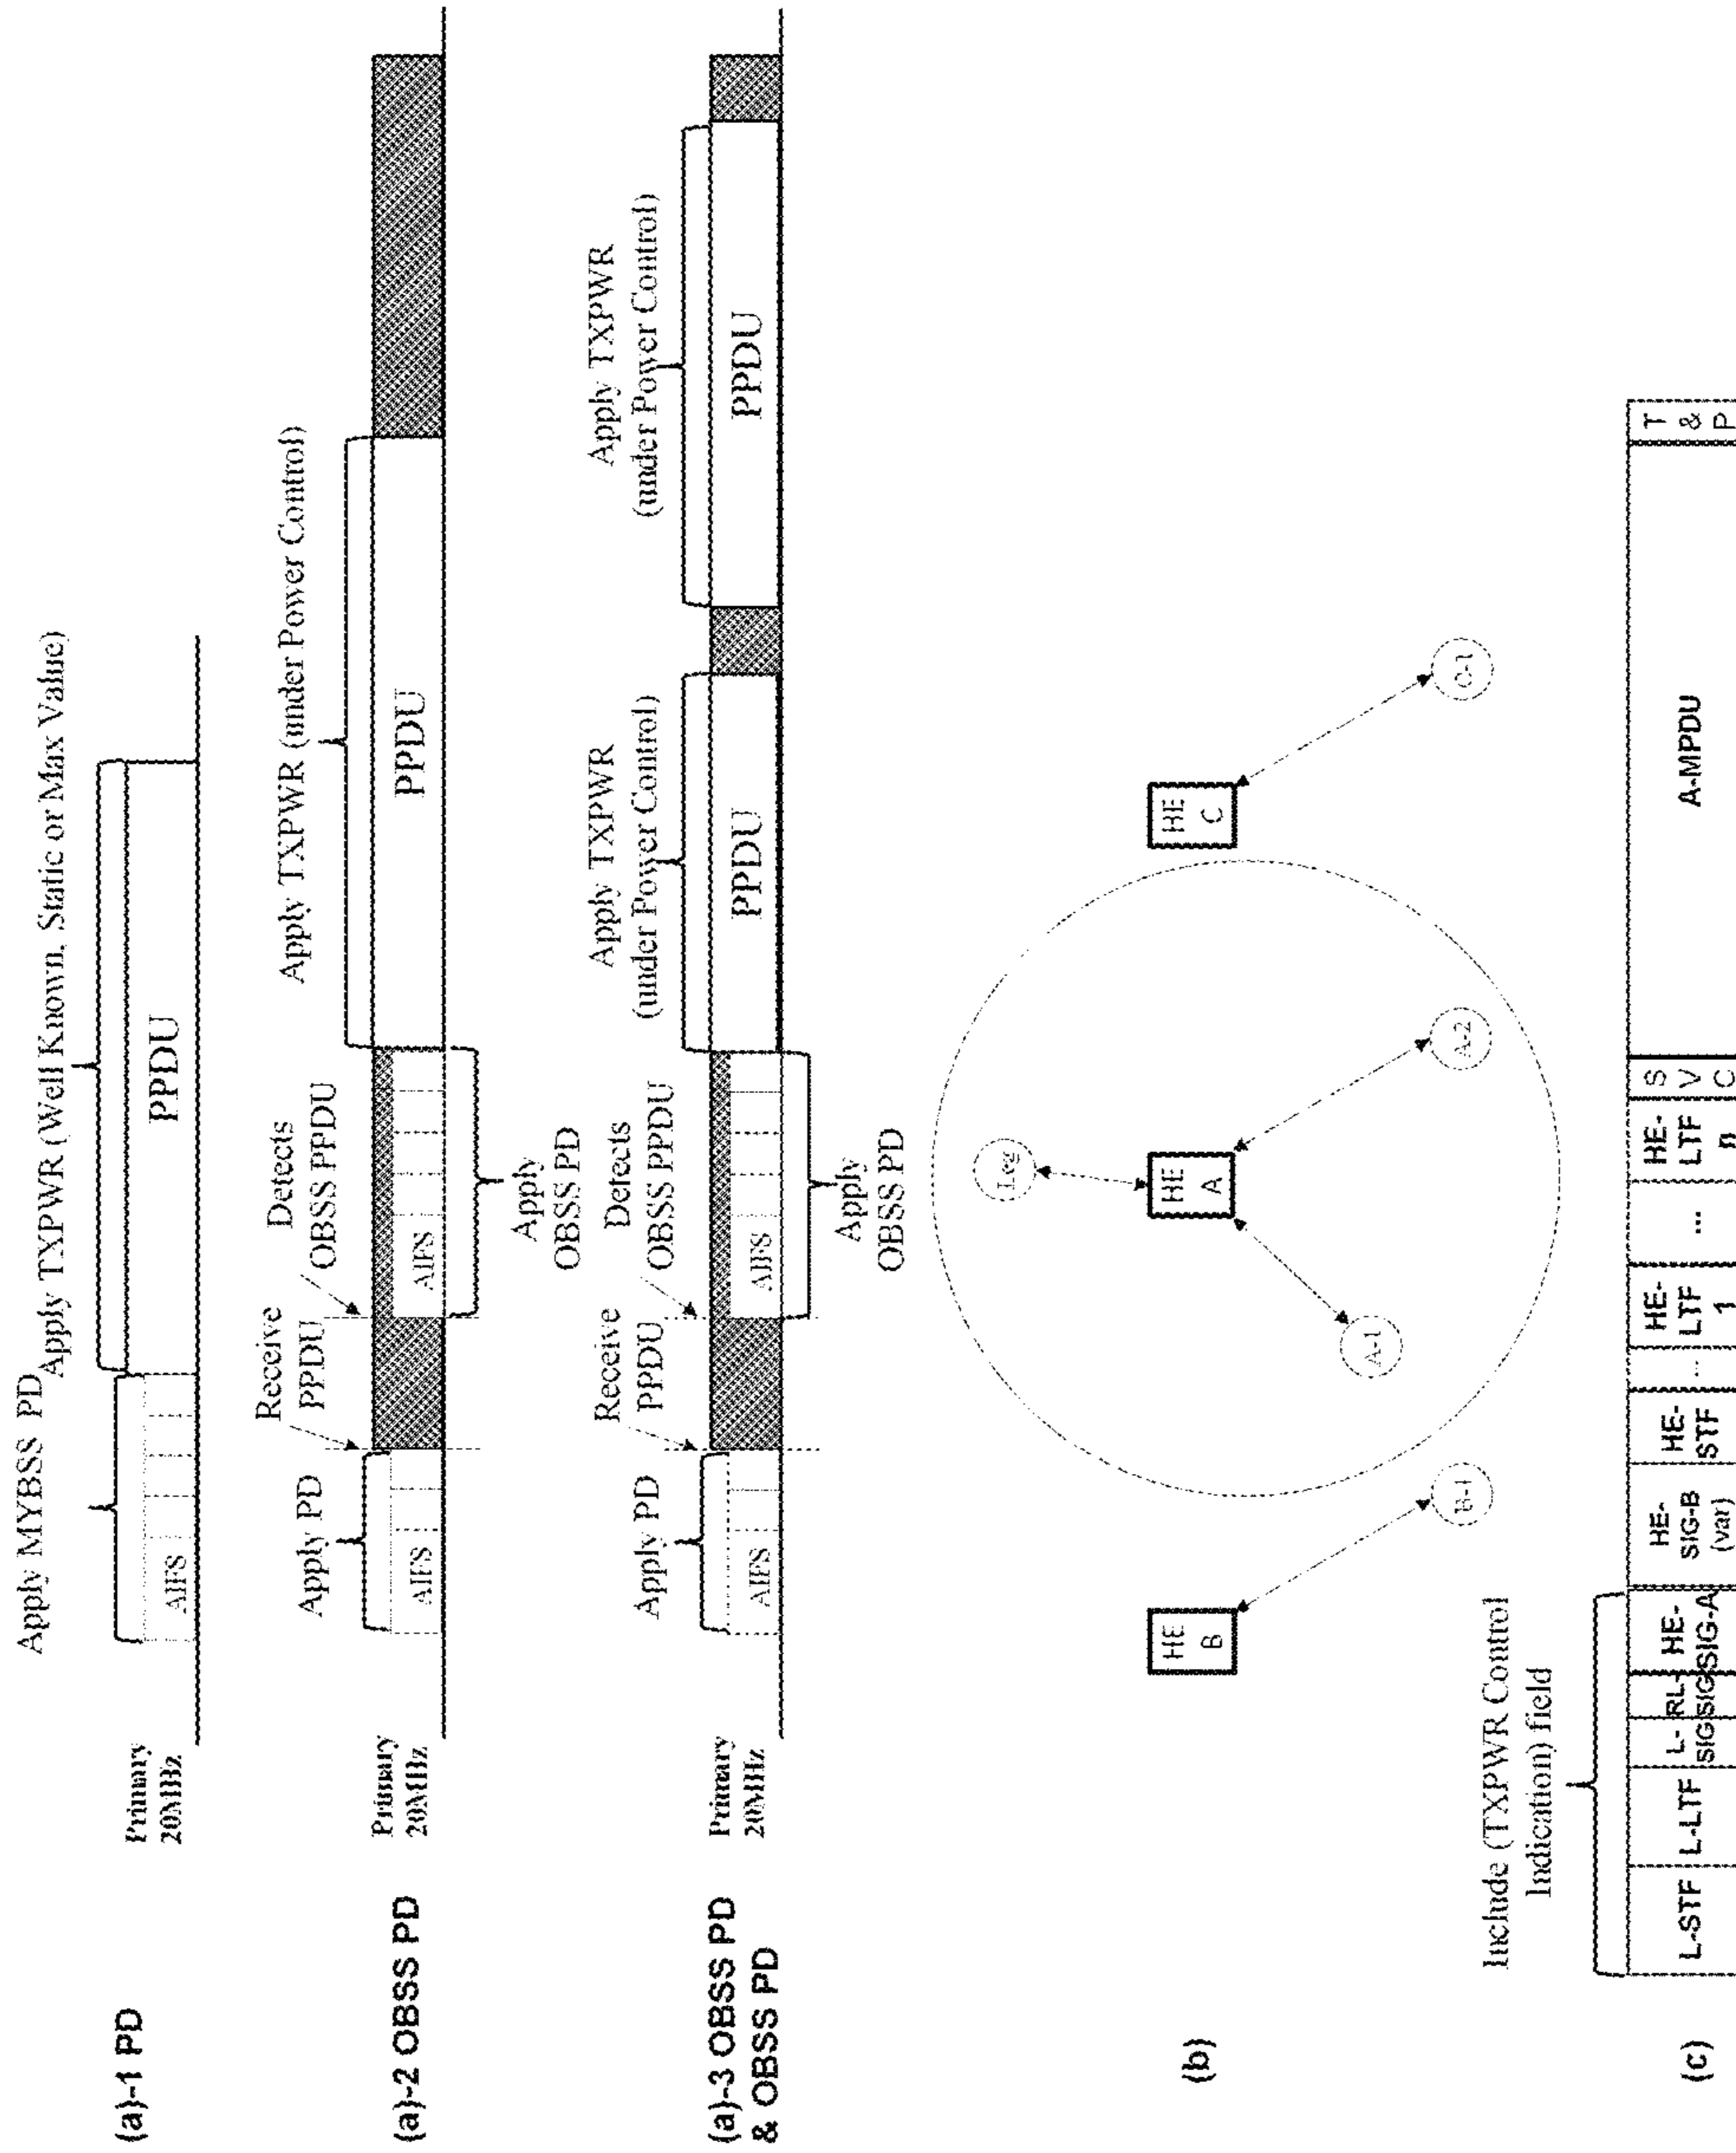 (a)-1 PD
Primary
20MHz
Apply MYBSS PD
Apply TXPWR (Well Known, Static or Max Value)
AIFS
PPDU
(a)-2 OBSS PD
Primary
20MHz
Apply PD
Receive
PPDU
Detects
OBSS PPDU
Apply TXPWR (under Power Control)
AIFS
AIFS
PPDU
Apply
OBSS PD
(a)-3 OBSS PD
& OBSS PD
Primary
20MHz
Apply PD
Receive
PPDU
Detects
OBSS PPDU
Apply TXPWR
(under Power Control)
Apply TXPWR
(under Power Control)
AIFS
AIFS
PPDU
PPDU
Apply
OBSS PD
(b)
HE
B
B-1
HE
A
Leg
A-1
A-2
HE
C
(c)
Include (TXPWR Control
Indication) field
L-STF
L-LTF
L-
SIG
RL-
SIG
HE-
SIG-A
HE-
SIG-B
(var)
HE-
STF
...
HE-
LTF
1
...
HE-
LTF
n
S
V
C
A-MPDU
T
&
P